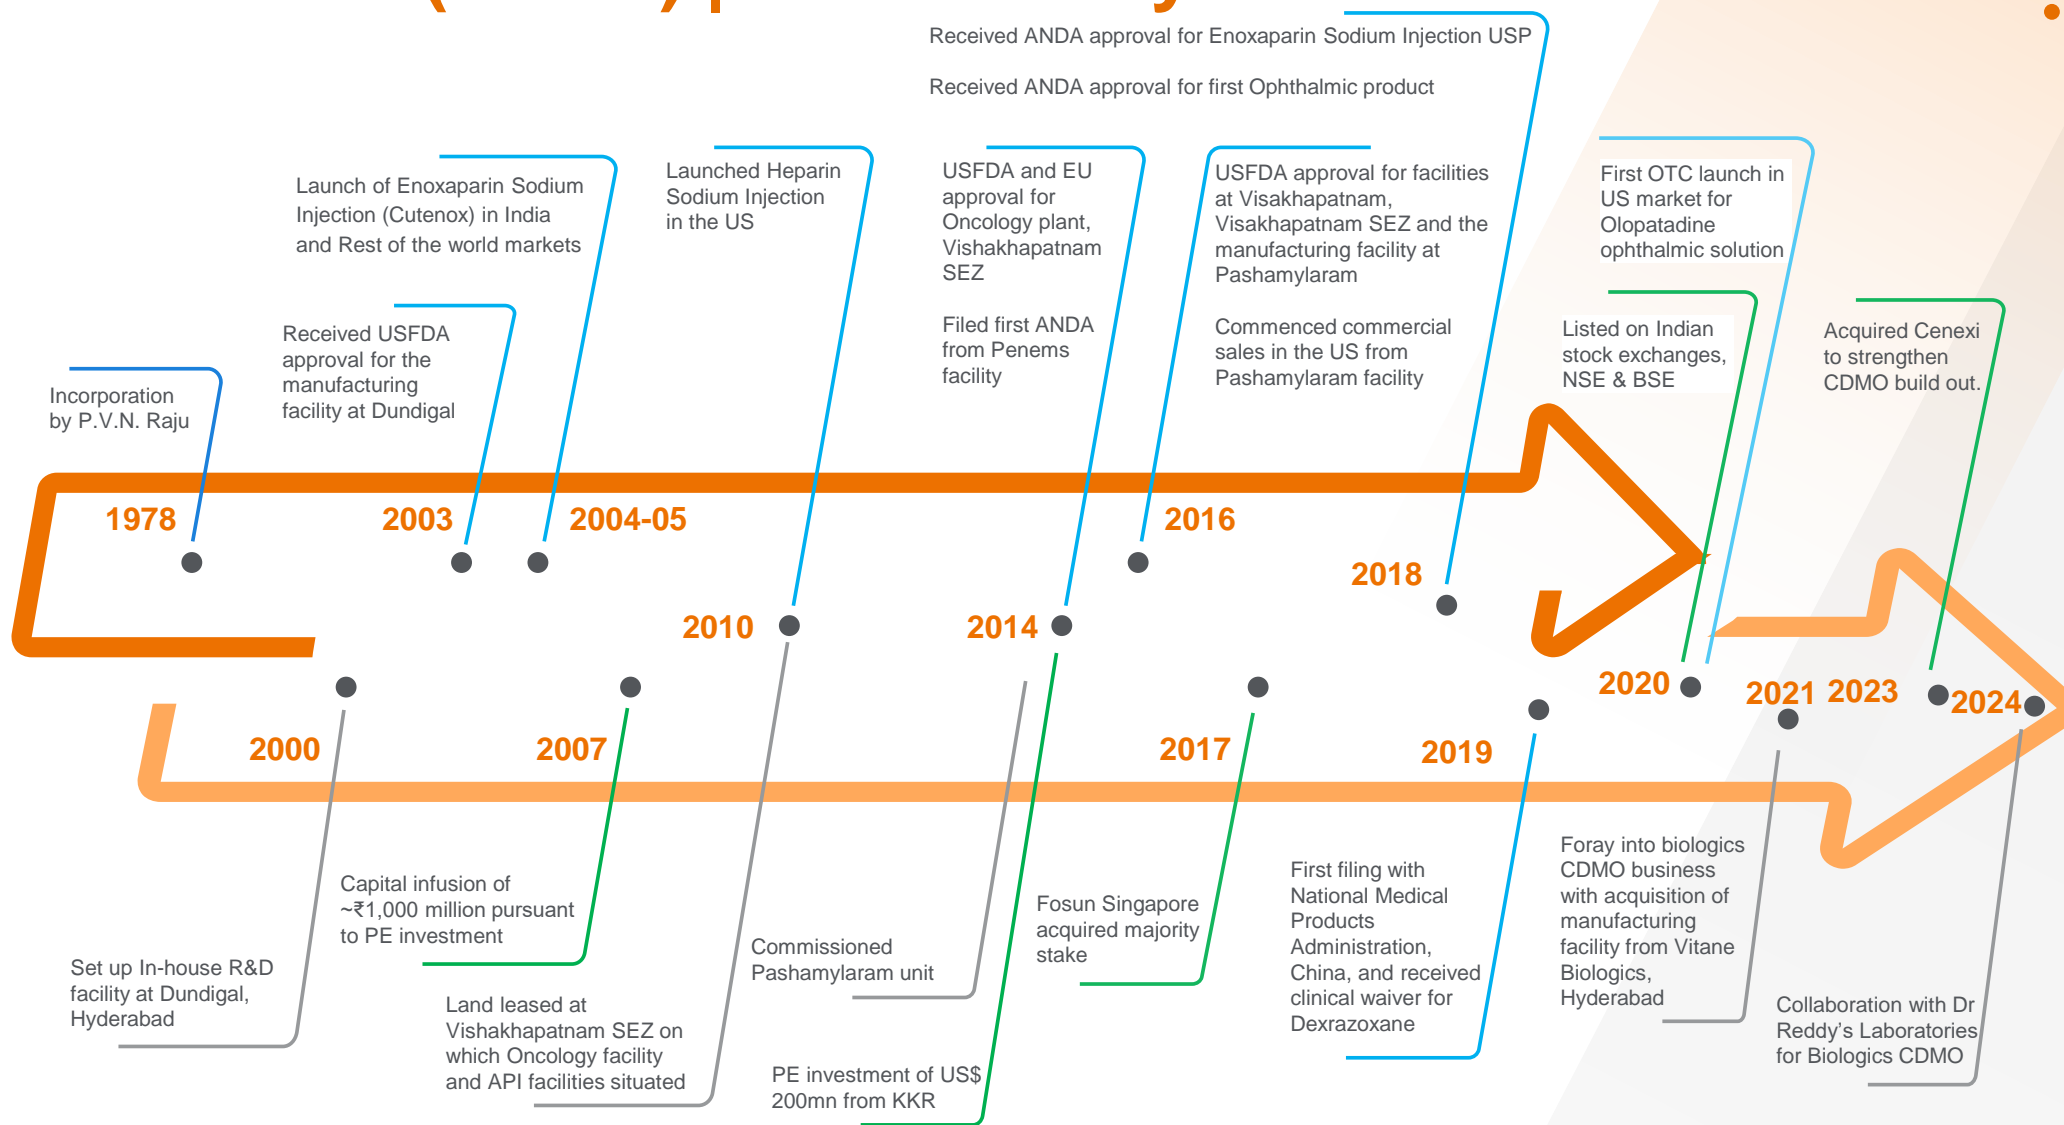 Received ANDA approval for Enoxaparin Sodium Injection USP
Received ANDA approval for first Ophthalmic product
Launch of Enoxaparin Sodium
Injection (Cutenox) in India
and Rest of the world markets
Launched Heparin
Sodium Injection
in the US
USFDA and EU
approval for
Oncology plant,
Vishakhapatnam
SEZ
Filed first ANDA
from Penems
facility
USFDA approval for facilities
at Visakhapatnam,
Visakhapatnam SEZ and the
manufacturing facility at
Pashamylaram
Commenced commercial
sales in the US from
Pashamylaram facility
First OTC launch in
US market for
Olopatadine
ophthalmic solution
Incorporation
by P.V.N. Raju
Received USFDA
approval for the
manufacturing
facility at Dundigal
Listed on Indian
stock exchanges,
NSE & BSE
Acquired Cenexi
to strengthen
CDMO build out.
1978
2003
2004-05
2016
2010
2014
2018
2020
2021
2023
2024
2000
2007
2017
2019
Set up In-house R&D
facility at Dundigal,
Hyderabad
Capital infusion of
~₹1,000 million pursuant
to PE investment
Land leased at
Vishakhapatnam SEZ on
which Oncology facility
and API facilities situated
Commissioned
Pashamylaram unit
PE investment of US$
200mn from KKR
Fosun Singapore
acquired majority
stake
First filing with
National Medical
Products
Administration,
China, and received
clinical waiver for
Dexrazoxane
Foray into biologics
CDMO business
with acquisition of
manufacturing
facility from Vitane
Biologics,
Hyderabad
Collaboration with Dr
Reddy’s Laboratories
for Biologics CDMO